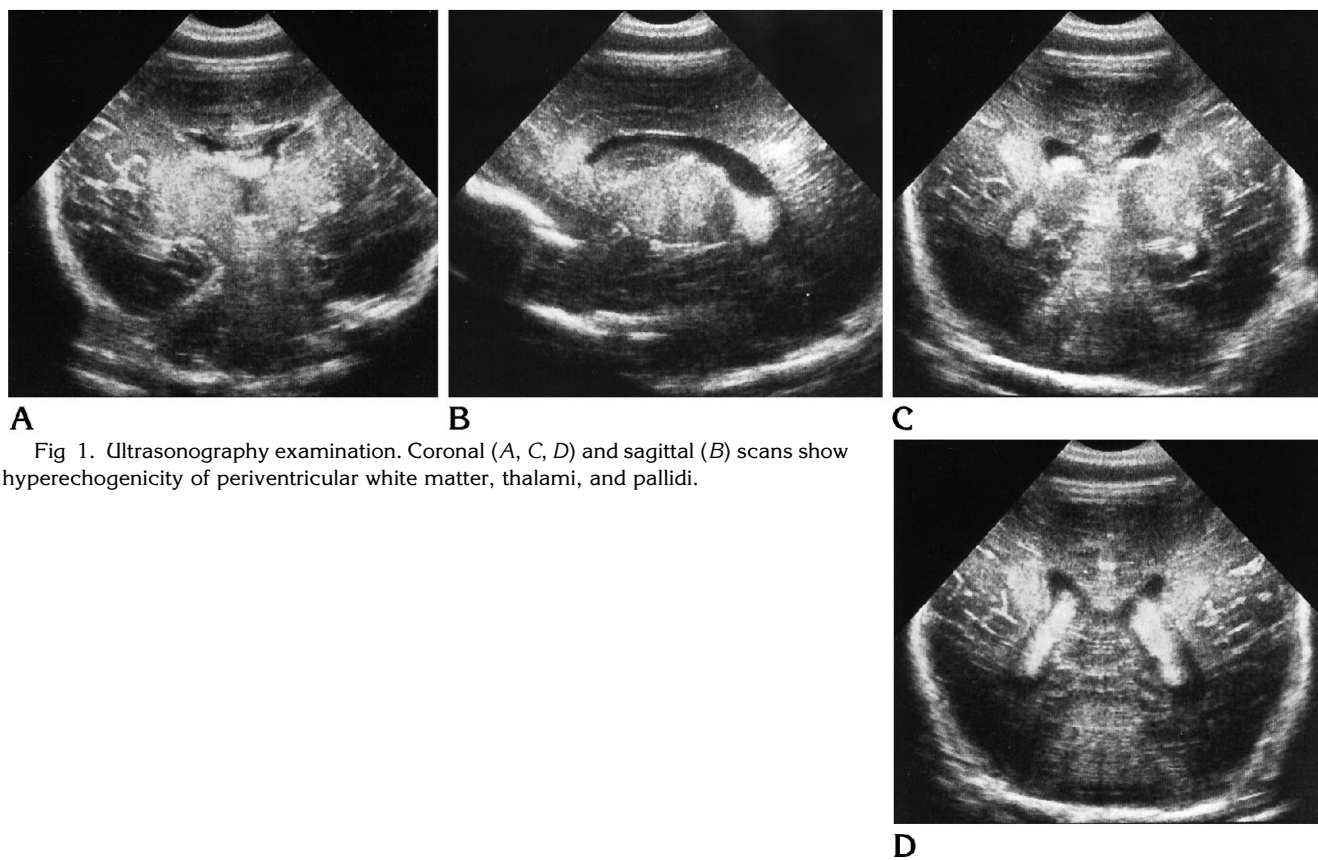 A
B
C
Fig 1. Ultrasonography examination. Coronal (A, C, D) and sagittal (B) scans show
hyperechogenicity of periventricular white matter, thalami, and pallidi.
D